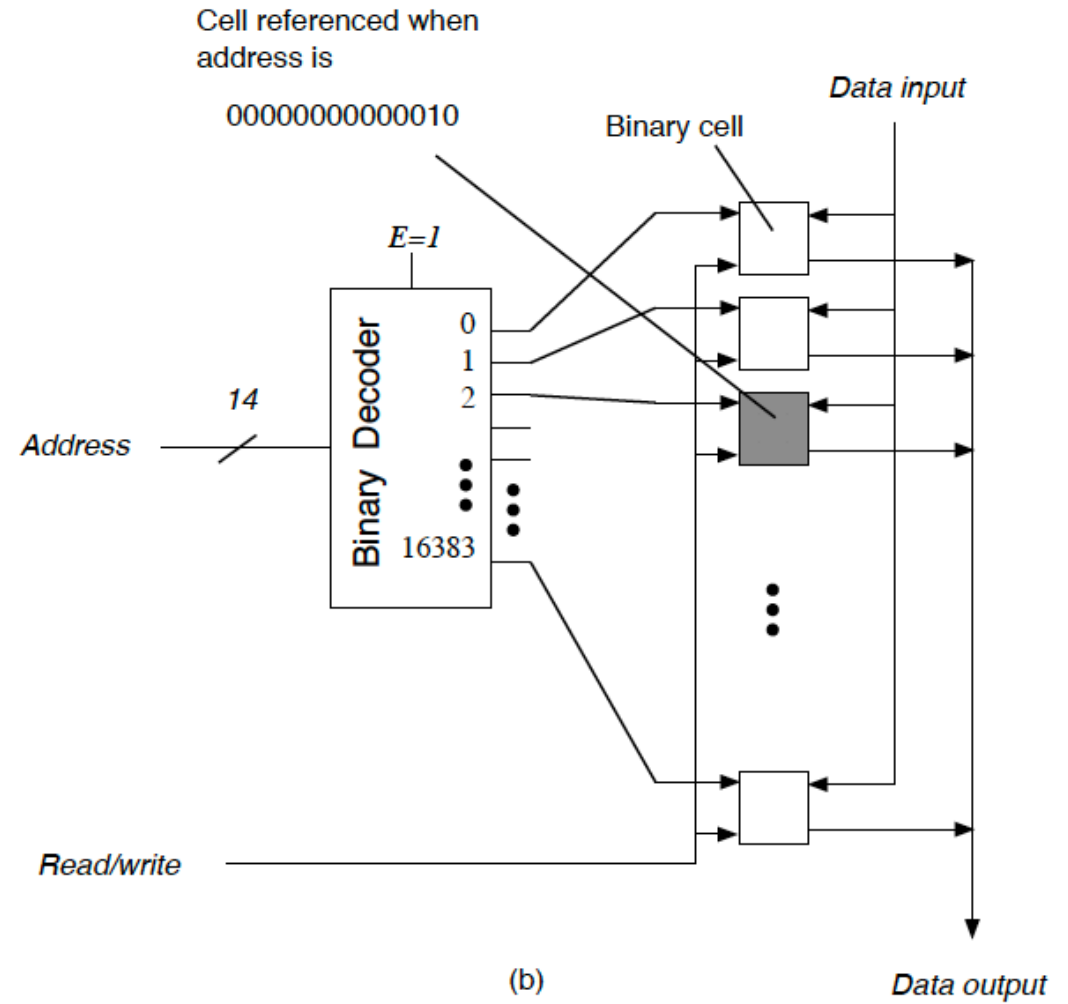 Cell referenced when
address is
00000000000010
Data input
Binary cell
E=1
Binary Decoder
0
1
2
14
Address
16383
Read/write
(b)
Data output